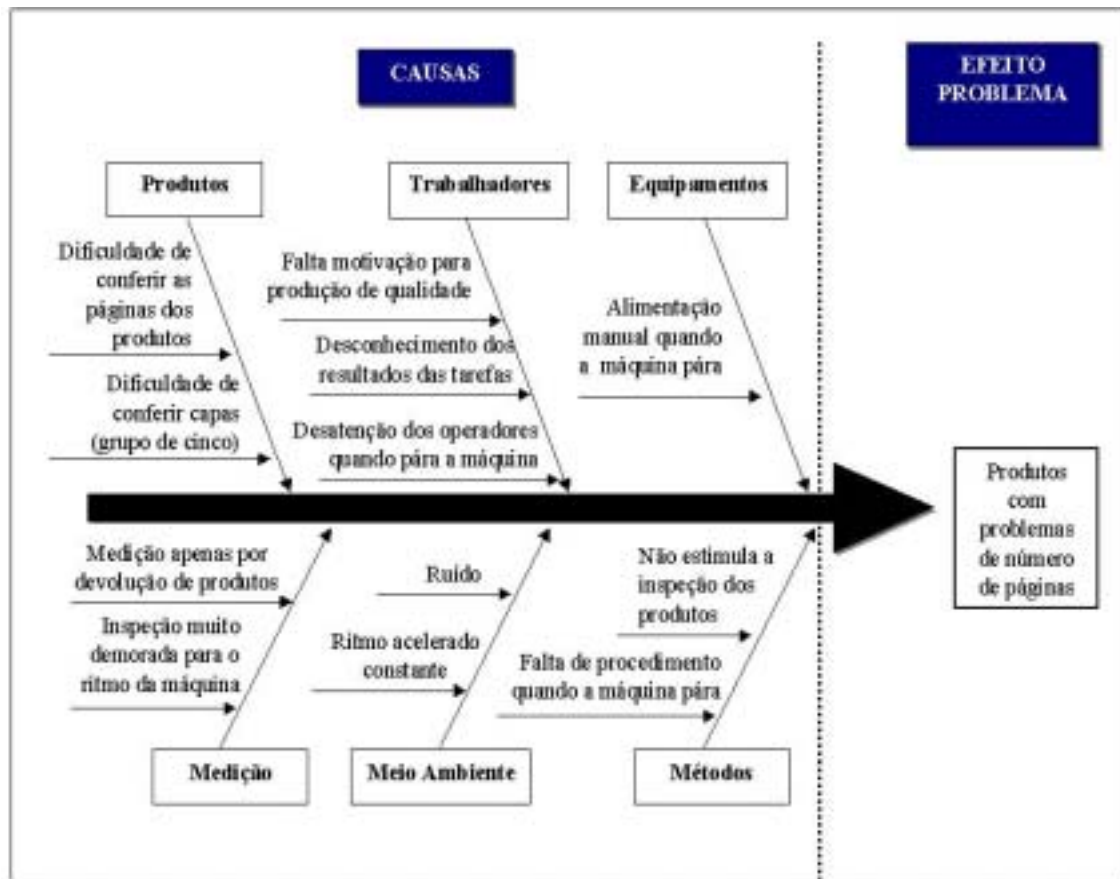 CAUSAS
EFEITO
PROBLEMA
Produtos
Trabalhadores
Equipamentos
Dificuldade de
conferir as
páginas dos
produtos
Dificuldade de
conferir capas
(grupo de cinco)
Falta motivação para
produção de qualidade
Desconhecimento dos
resultados das tarefas
Desatenção dos operadores
quando pára a máquina
Alimentação
manual quando
a máquina pára
Produtos
com
problemas
de número
de páginas
Medição apenas por
devolução de produtos
Inspeção muito
demorada para o
ritmo da máquina
Ruído
Ritmo acelerado
constante
Não estimula a
inspeção dos
produtos
Falta de procedimento
quando a máquina pára
Medição
Meio Ambiente
Métodos